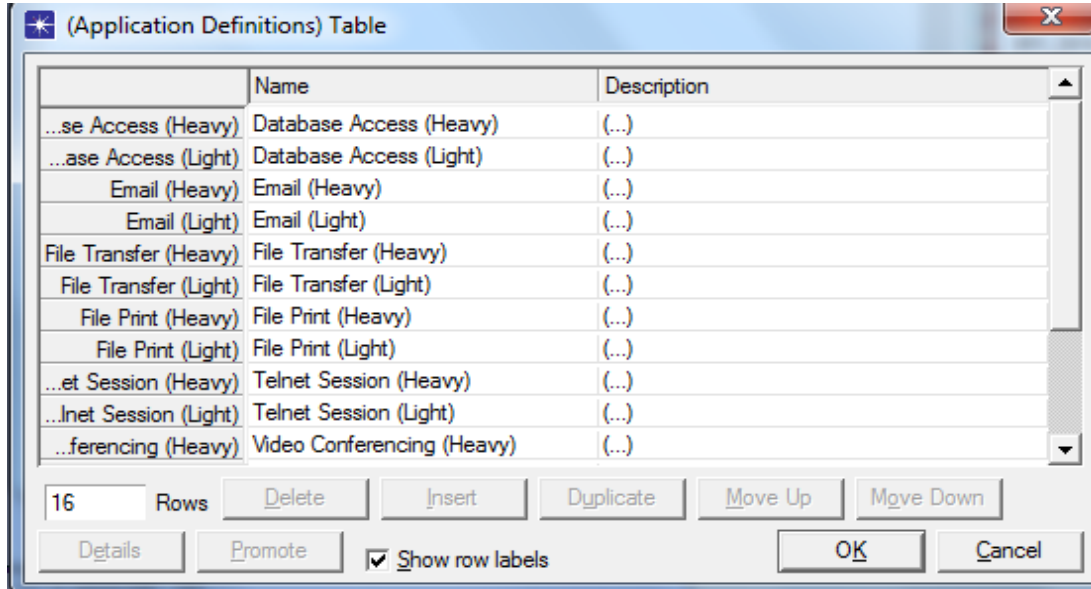 (Application Definitions) Table
Name Description
...se Access (Heavy) Database Access (Heavy) (...)
...ase Access (Light) Database Access (Light) (...)
Email (Heavy) Email (Heavy) (...)
Email (Light) Email (Light) (...)
File Transfer (Heavy) File Transfer (Heavy) (...)
File Transfer (Light) File Transfer (Light) (...)
File Print (Heavy) File Print (Heavy) (...)
File Print (Light) File Print (Light) (...)
...et Session (Heavy) Telnet Session (Heavy) (...)
...lnet Session (Light) Telnet Session (Light) (...)
...ferencing (Heavy) Video Conferencing (Heavy) (...)
16 Rows Delete Insert Duplicate Move Up Move Down
Details Promote Show row labels OK Cancel